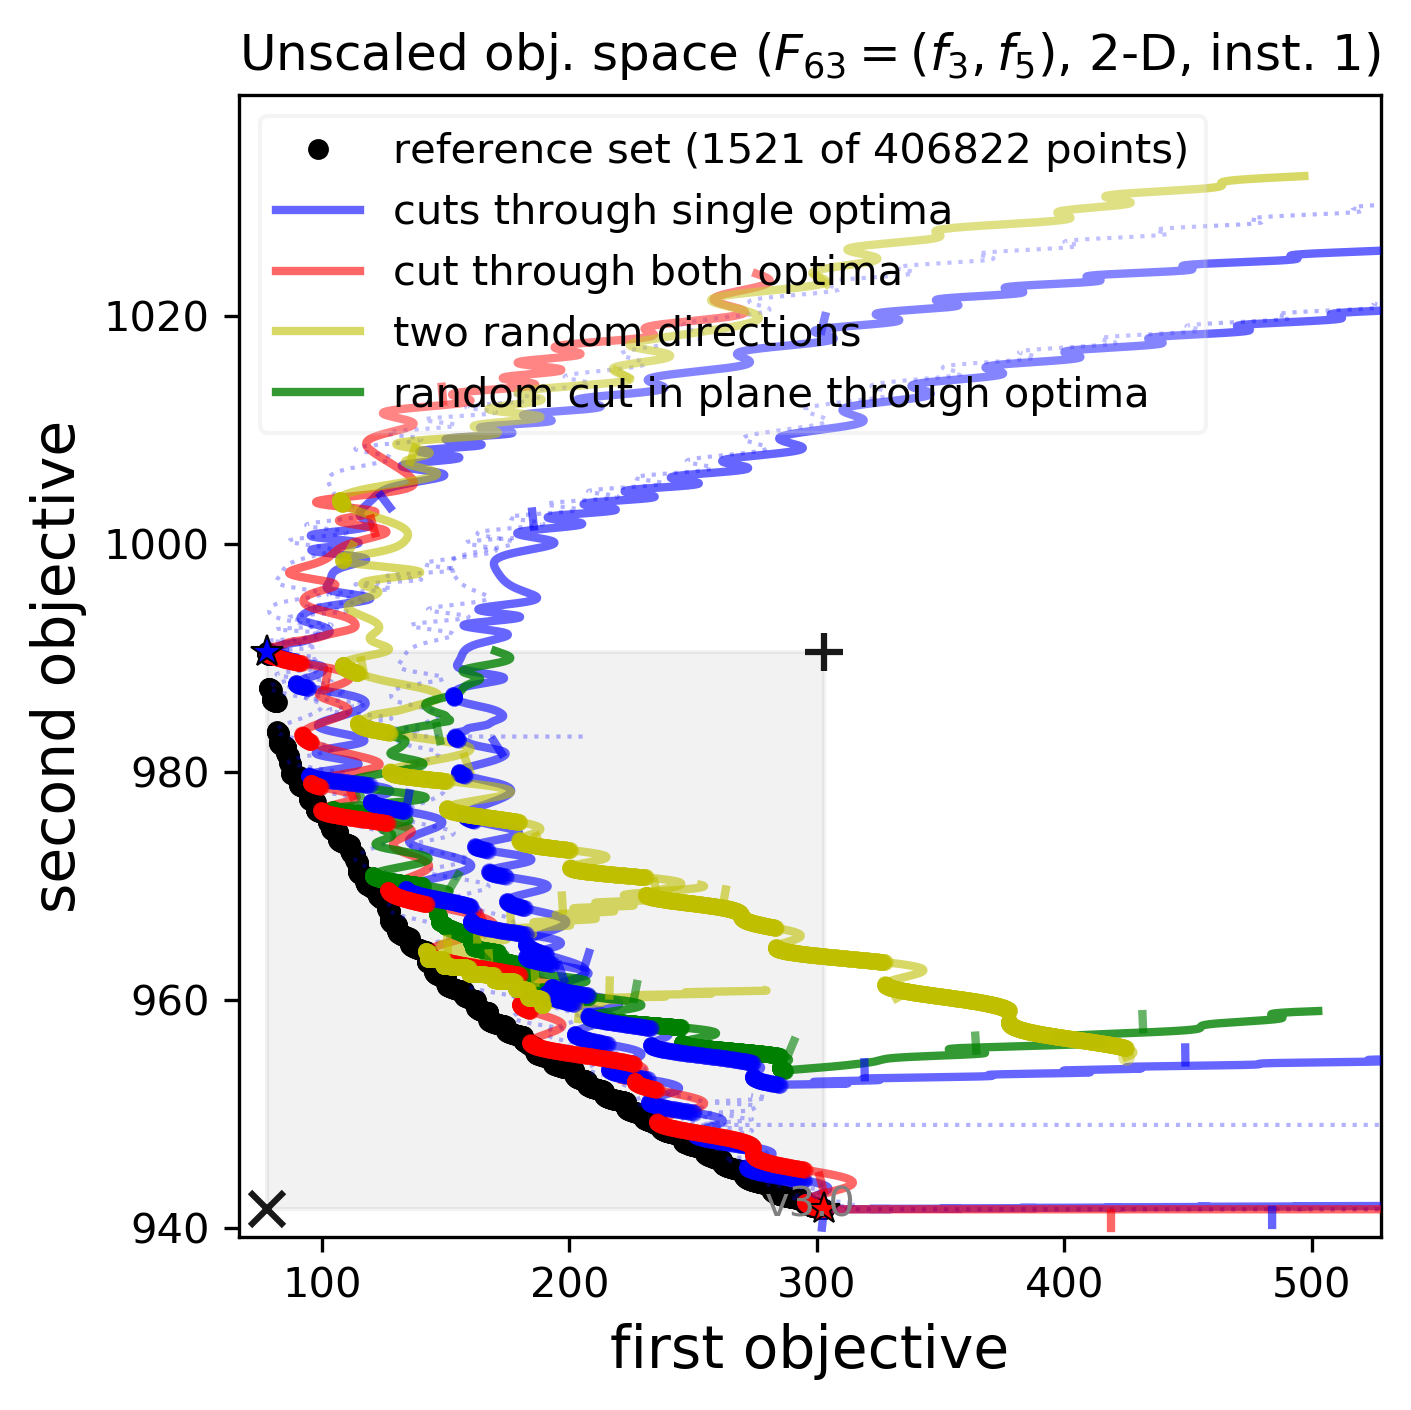 Unscaled obj. space (F₆₃ = (f₃, f₅), 2-D, inst. 1)
reference set (1521 of 406822 points)
cuts through single optima
cut through both optima
two random directions
random cut in plane through optima
second objective
1020
1000
980
960
940
v3.0
100 200 300 400 500
first objective